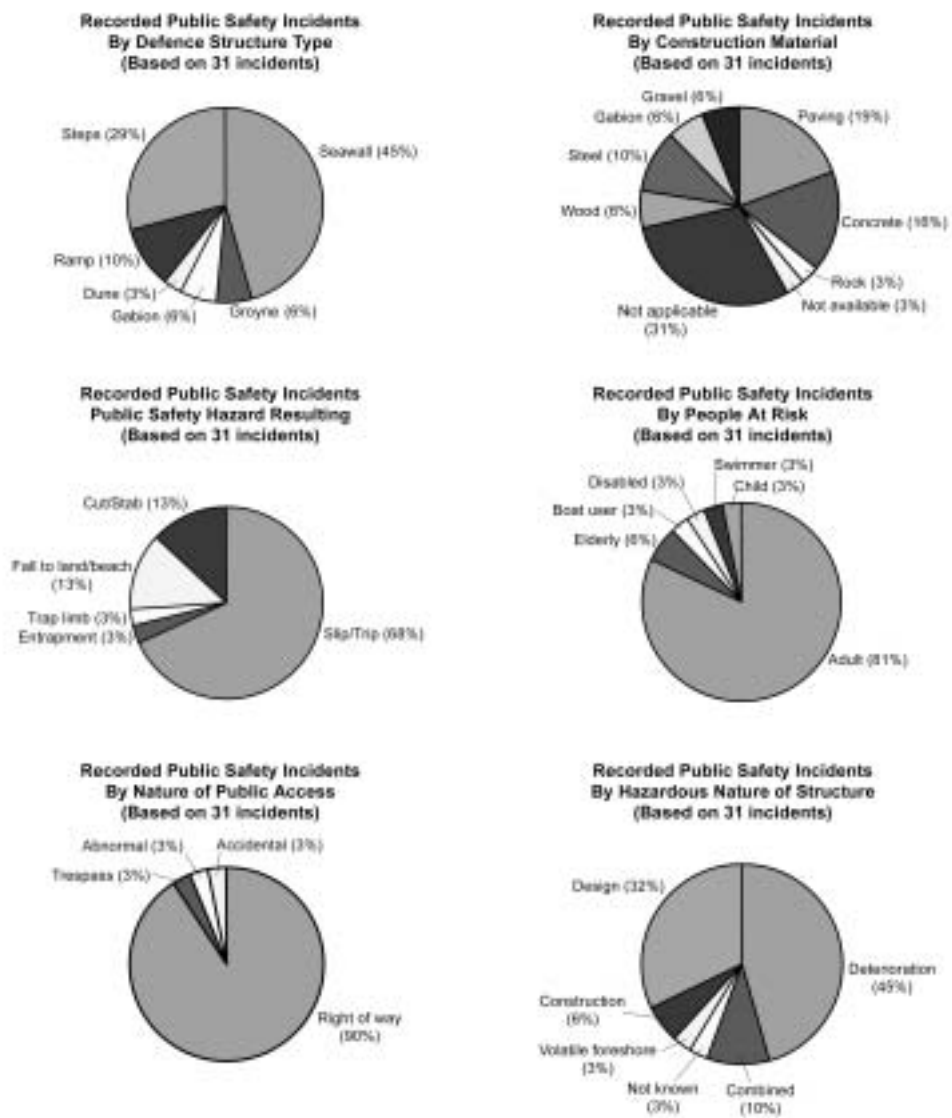 Recorded Public Safety Incidents
By Defence Structure Type
(Based on 31 incidents)
Steps (29%)
Seawall (45%)
Ramp (10%)
Dune (3%)
Gabion (6%)
Groyne (6%)
Recorded Public Safety Incidents
By Construction Material
(Based on 31 incidents)
Gravel (6%)
Gabion (6%)
Paving (19%)
Steel (10%)
Wood (6%)
Concrete (16%)
Rock (3%)
Not available (3%)
Not applicable
(31%)
Recorded Public Safety Incidents
Public Safety Hazard Resulting
(Based on 31 incidents)
Cut/Stab (13%)
Fall to land/beach
(13%)
Trap limb (3%)
Entrapment (3%)
Slip/Trip (68%)
Recorded Public Safety Incidents
By People At Risk
(Based on 31 incidents)
Swimmer (3%)
Disabled (3%)
Child (3%)
Boat user (3%)
Elderly (6%)
Adult (81%)
Recorded Public Safety Incidents
By Nature of Public Access
(Based on 31 incidents)
Abnormal (3%)
Accidental (3%)
Trespass (3%)
Right of way
(90%)
Recorded Public Safety Incidents
By Hazardous Nature of Structure
(Based on 31 incidents)
Design (32%)
Deterioration
(45%)
Construction
(6%)
Volatile foreshore
(3%)
Not known
(3%)
Combined
(10%)